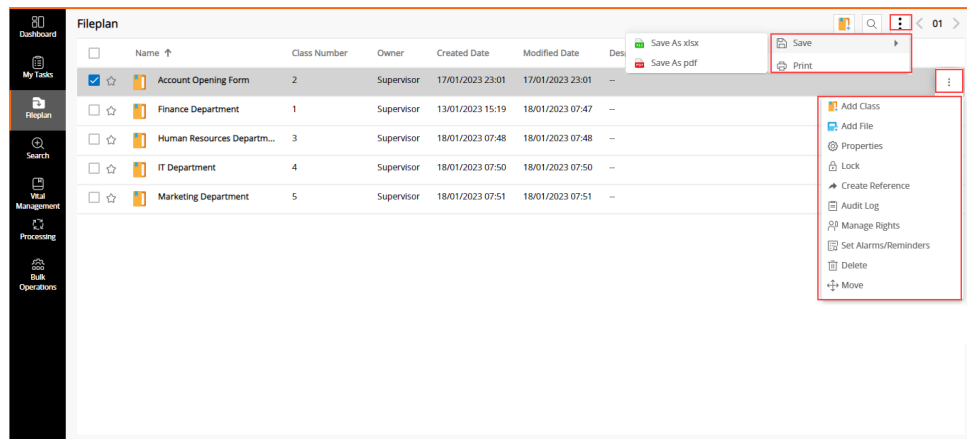 Dashboard
My Tasks
Fileplan
Search
Vital
Management
Processing
Bulk
Operations
Fileplan
01
Save As xlsx
Save As pdf
Save
Print
Name Class Number Owner Created Date Modified Date
Account Opening Form 2 Supervisor 17/01/2023 23:01 17/01/2023 23:01 --
Finance Department 1 Supervisor 13/01/2023 15:19 18/01/2023 07:47 --
Human Resources Departm... 3 Supervisor 18/01/2023 07:48 18/01/2023 07:48 --
IT Department 4 Supervisor 18/01/2023 07:50 18/01/2023 07:50 --
Marketing Department 5 Supervisor 18/01/2023 07:51 18/01/2023 07:51 --
Add Class
Add File
Properties
Lock
Create Reference
Audit Log
Manage Rights
Set Alarms/Reminders
Delete
Move